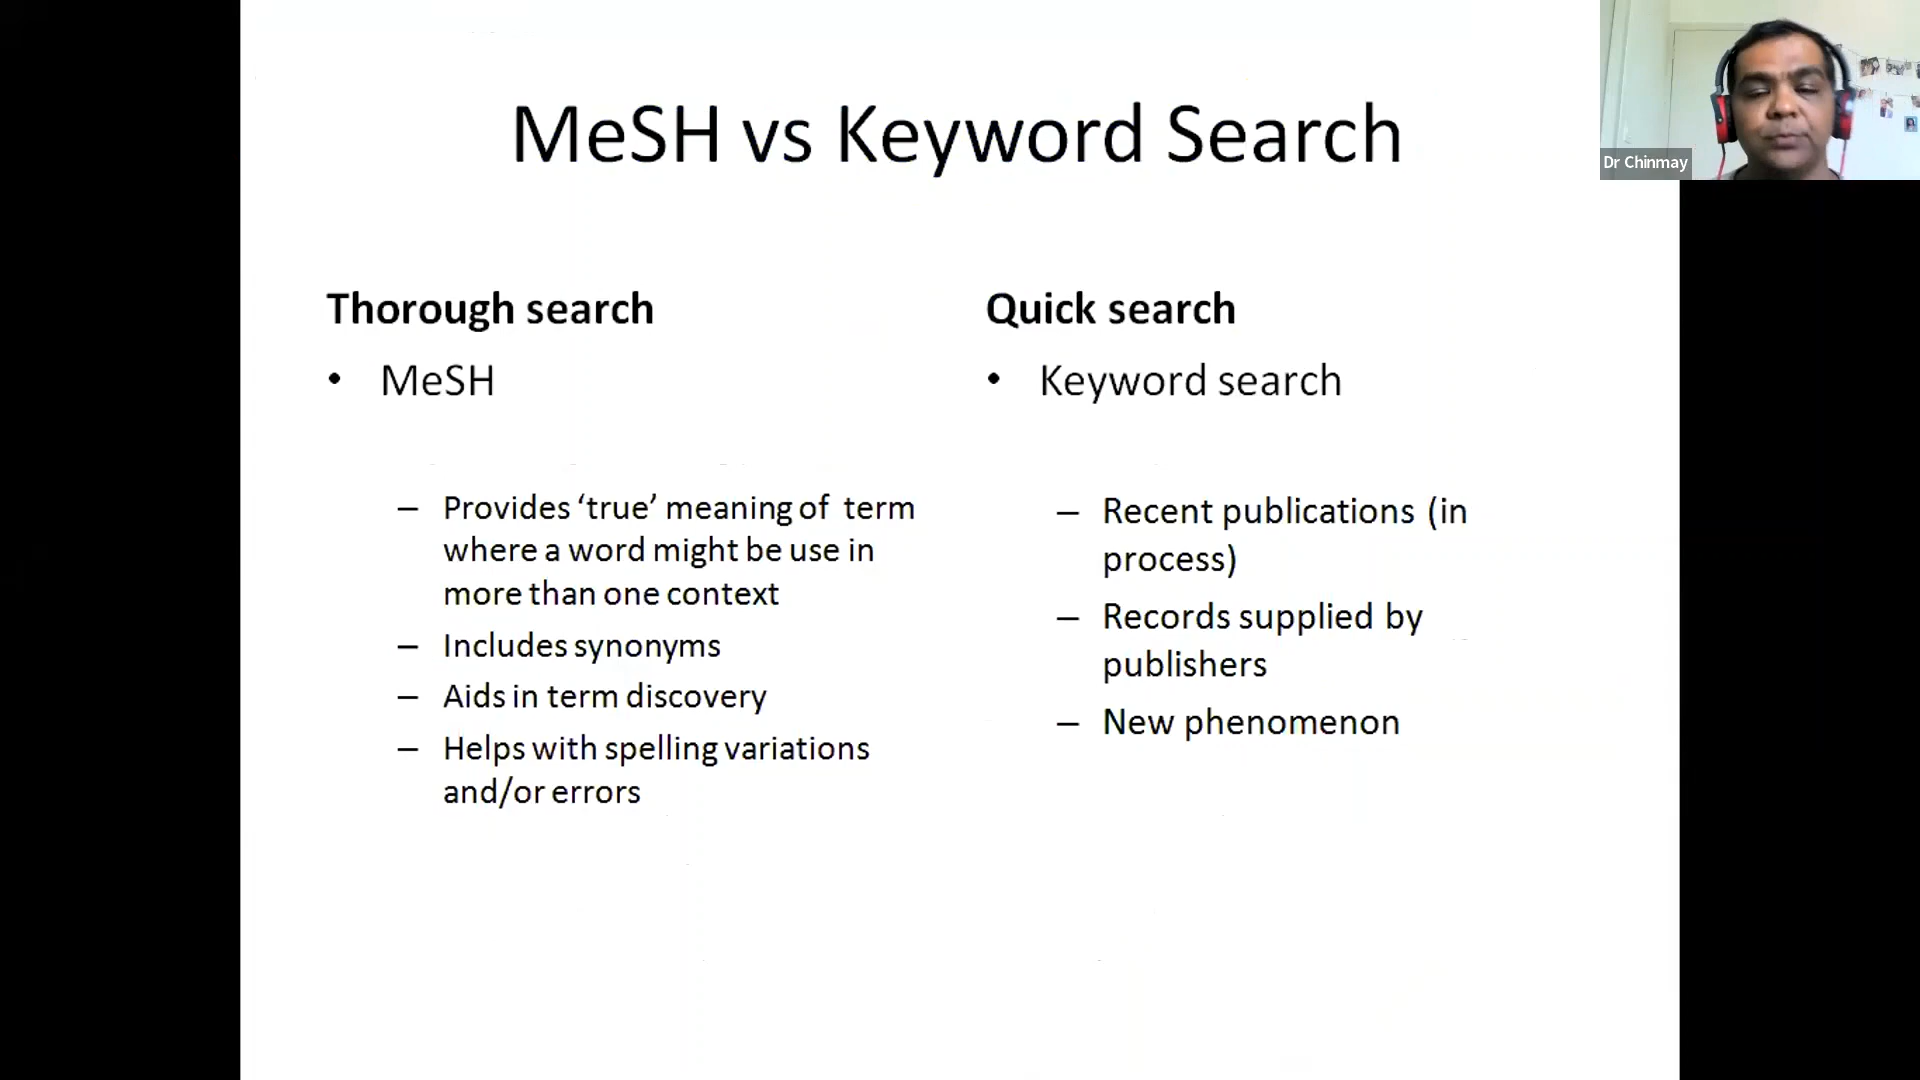 MeSH vs Keyword Search
Dr Chinmay
Thorough search
• MeSH
– Provides ‘true’ meaning of term
where a word might be use in
more than one context
– Includes synonyms
– Aids in term discovery
– Helps with spelling variations
and/or errors
Quick search
• Keyword search
– Recent publications (in
process)
– Records supplied by
publishers
– New phenomenon